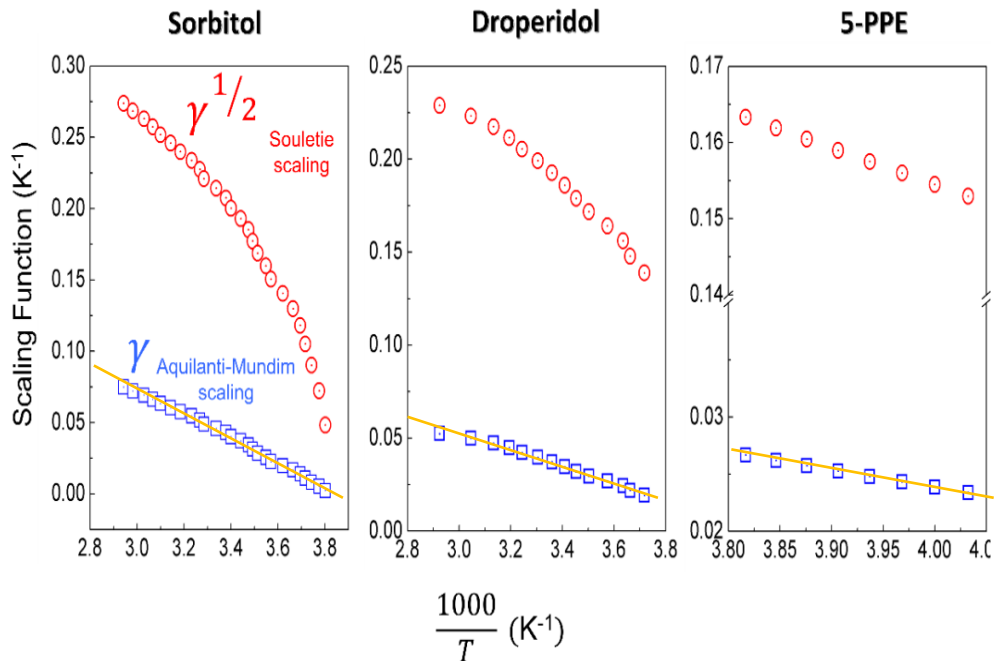 Sorbitol
Droperidol
5-PPE
Scaling Function (K⁻¹)
0.30
0.25
0.20
0.15
0.10
0.05
0.00
γ^1/2
Souletie
scaling
γ
Aquilanti-Mundim
scaling
2.8 3.0 3.2 3.4 3.6 3.8
0.25
0.20
0.15
0.10
0.05
0.00
2.8 3.0 3.2 3.4 3.6 3.8
0.17
0.16
0.15
0.14
0.03
0.02
3.80 3.85 3.90 3.95 4.00 4.0
1000
T
(K⁻¹)